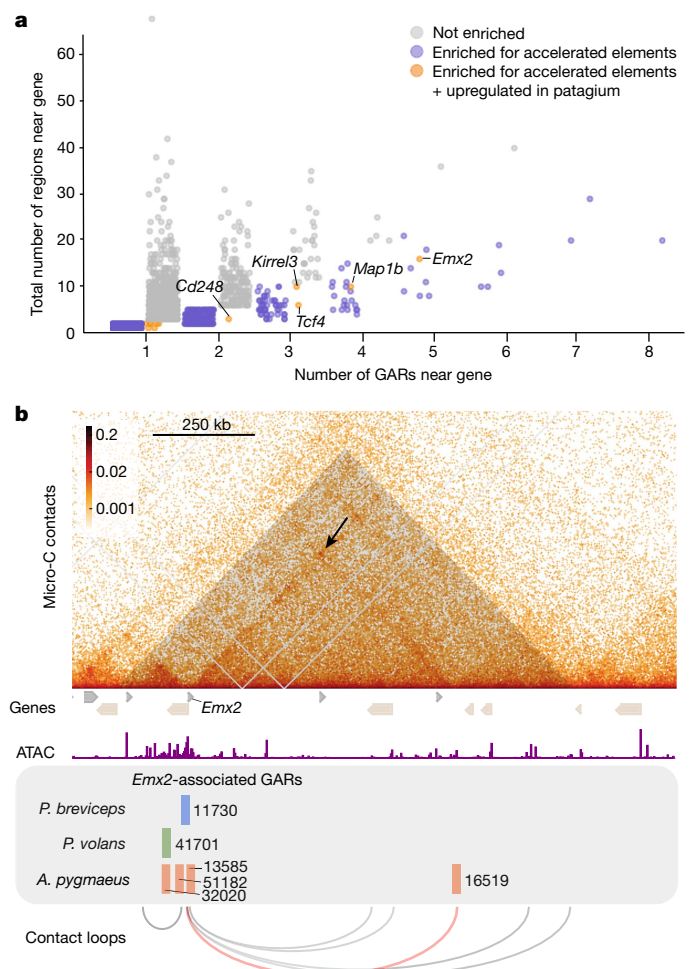 a
Not enriched
Enriched for accelerated elements
Enriched for accelerated elements
+ upregulated in patagium
Total number of regions near gene
60
50
40
30
20
10
0
Kirrel3
Map1b
Emx2
Cd248
Tcf4
1 2 3 4 5 6 7 8
Number of GARs near gene
b
250 kb
0.2
0.02
0.001
Micro-C contacts
Genes
Emx2
ATAC
Emx2-associated GARs
P. breviceps
11730
P. volans
41701
A. pygmaeus
13585
51182
32020
16519
Contact loops